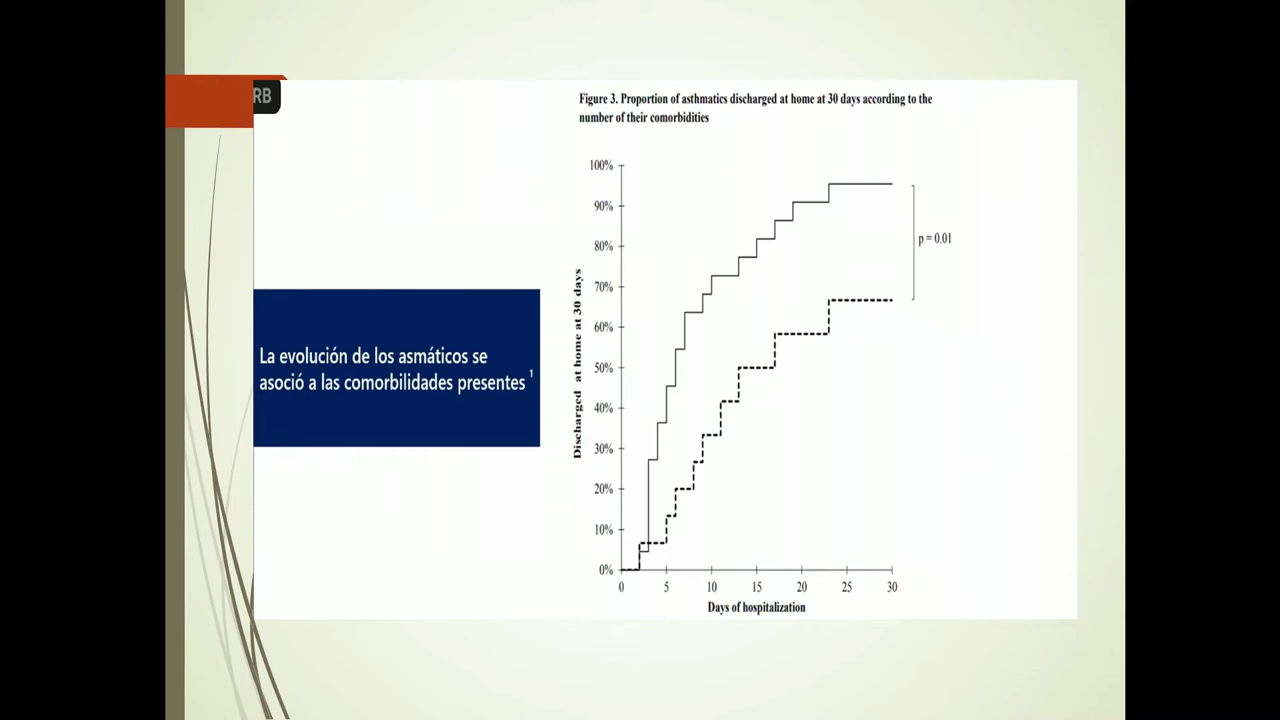 RB
Figure 3. Proportion of asthmatics discharged at home at 30 days according to the
number of their comorbidities
La evolución de los asmáticos se
asoció a las comorbilidades presentes ¹
Discharged at home at 30 days
100%
90%
80%
70%
60%
50%
40%
30%
20%
10%
0%
p = 0.01
0 5 10 15 20 25 30
Days of hospitalization